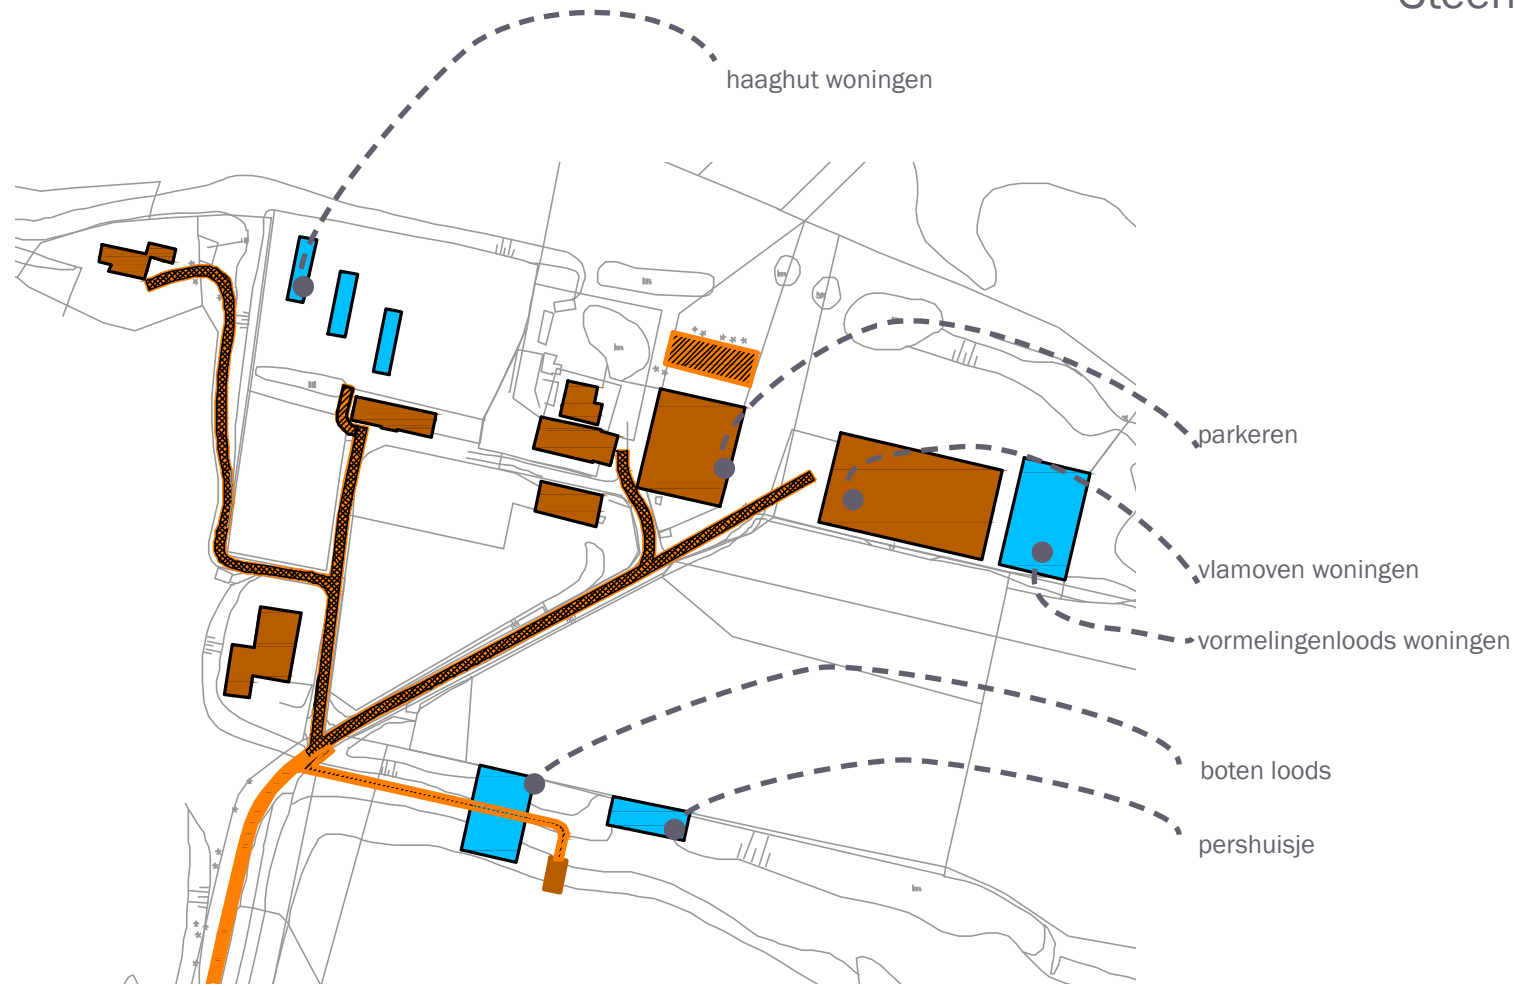 haaghut woningen
parkeren
vlamoven woningen
vormelingenloods woningen
boten loods
pershuisje